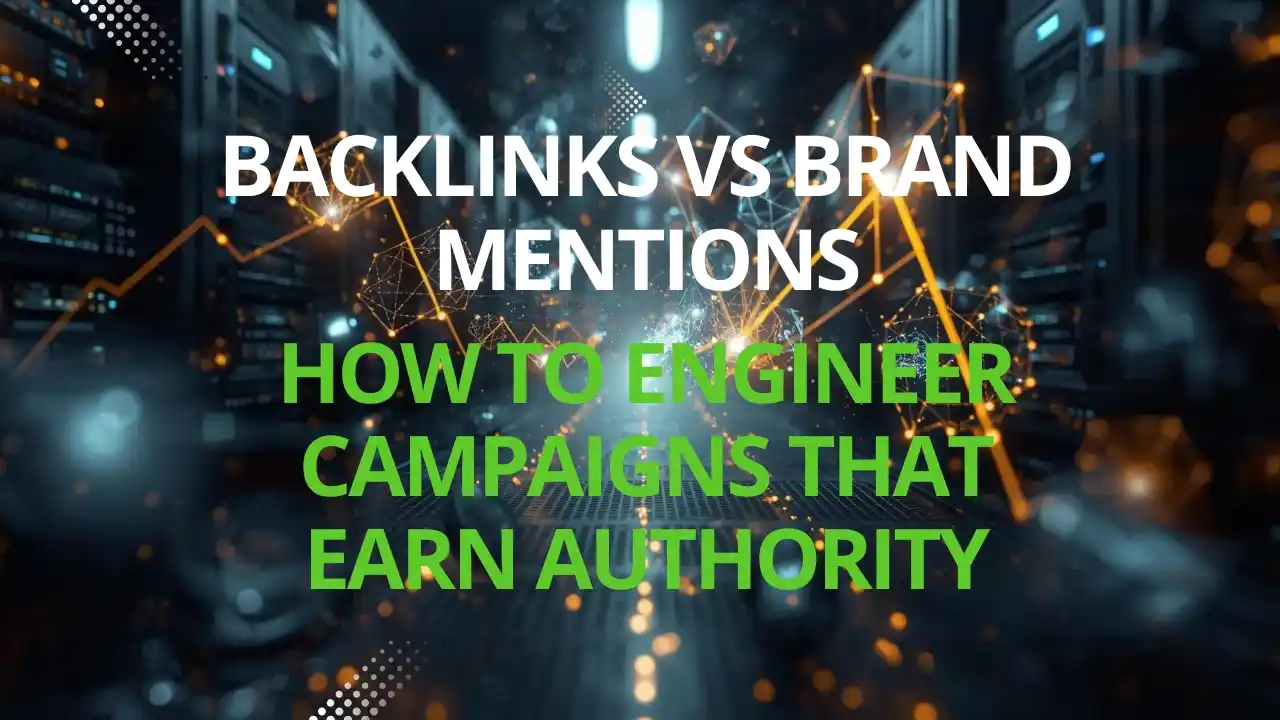 BACKLINKS VS BRAND
MENTIONS
HOW TO ENGINEER
CAMPAIGNS THAT
EARN AUTHORITY